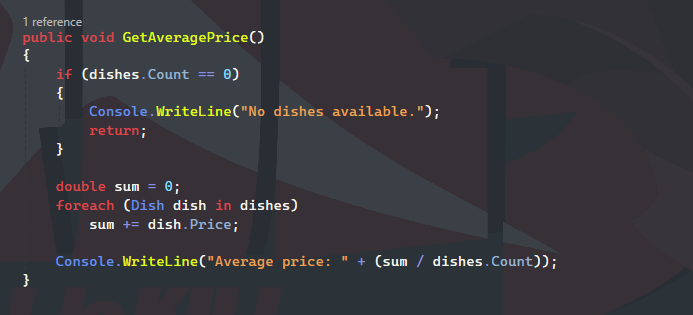 1 reference
public void GetAveragePrice()
{
    if (dishes.Count == 0)
    {
        Console.WriteLine("No dishes available.");
        return;
    }

    double sum = 0;
    foreach (Dish dish in dishes)
        sum += dish.Price;

    Console.WriteLine("Average price: " + (sum / dishes.Count));
}